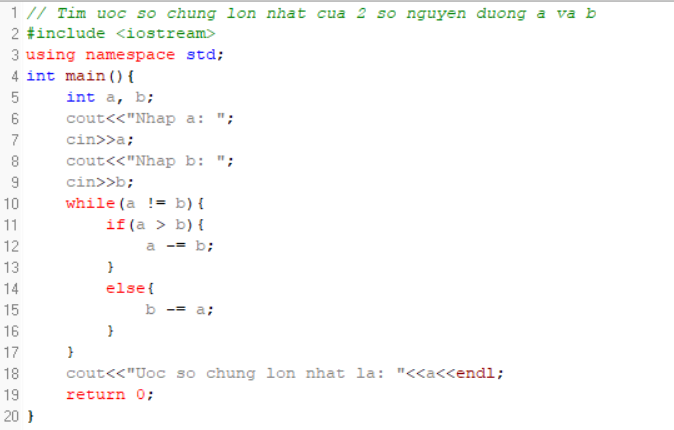 1 // Tim uoc so chung lon nhat cua 2 so nguyen duong a va b
2 #include <iostream>
3 using namespace std;
4 int main(){
5     int a, b;
6     cout<<"Nhap a: ";
7     cin>>a;
8     cout<<"Nhap b: ";
9     cin>>b;
10     while(a != b){
11         if(a > b){
12             a -= b;
13         }
14         else{
15             b -= a;
16         }
17     }
18     cout<<"Uoc so chung lon nhat la: "<<a<<endl;
19     return 0;
20 }